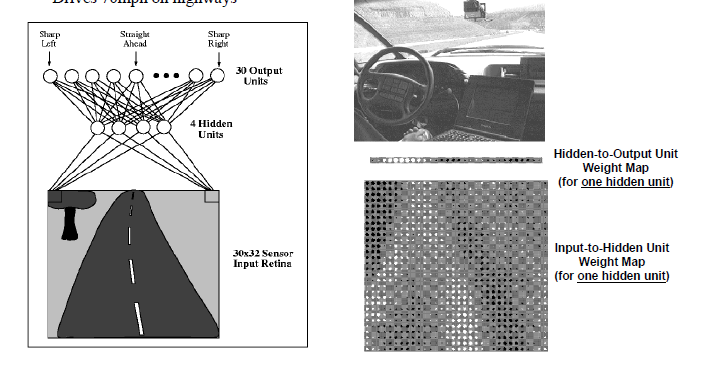 Drives 70mph on highways
Sharp
Left
Straight
Ahead
Sharp
Right
30 Output
Units
4 Hidden
Units
30x32 Sensor
Input Retina
Hidden-to-Output Unit
Weight Map
(for one hidden unit)
Input-to-Hidden Unit
Weight Map
(for one hidden unit)